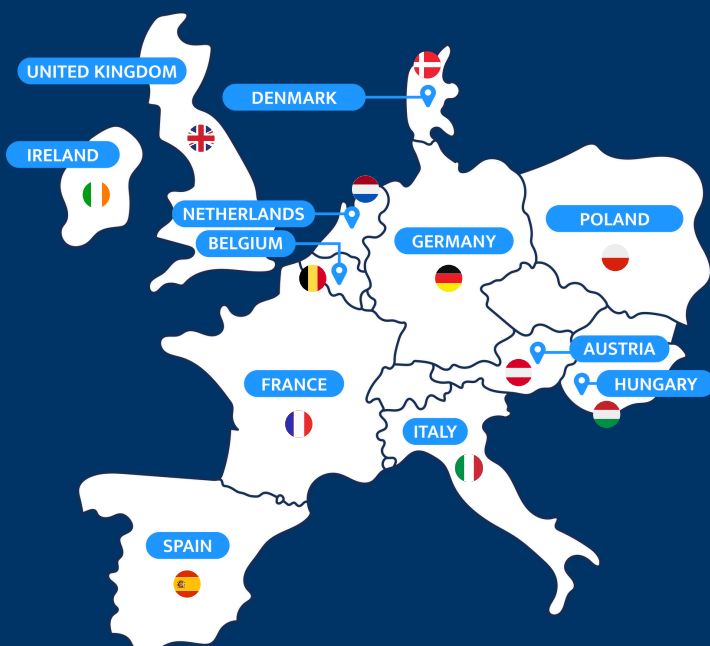 UNITED KINGDOM
DENMARK
IRELAND
NETHERLANDS
POLAND
BELGIUM
GERMANY
AUSTRIA
FRANCE
HUNGARY
ITALY
SPAIN